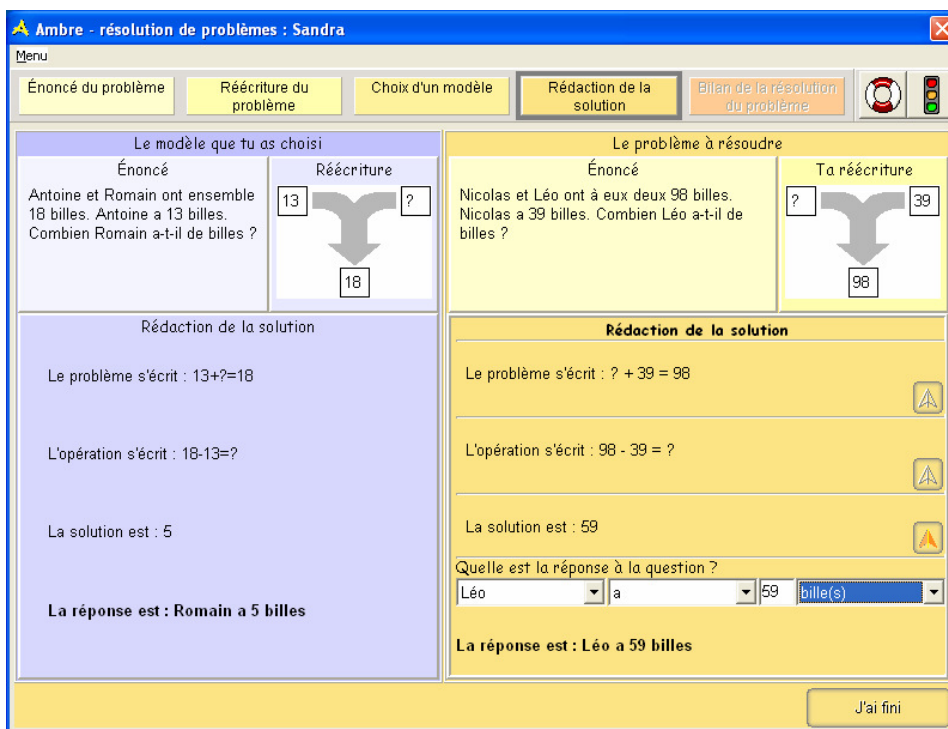 Ambre - résolution de problèmes : Sandra
Menu
Énoncé du problème
Réécriture du
problème
Choix d'un modèle
Rédaction de la
solution
Bilan de la résolution
du problème
Le modèle que tu as choisi
Énoncé
Antoine et Romain ont ensemble
18 billes. Antoine a 13 billes.
Combien Romain a-t-il de billes ?
Réécriture
13
?
18
Rédaction de la solution
Le problème s'écrit : 13+?=18
L'opération s'écrit : 18-13=?
La solution est : 5
La réponse est : Romain a 5 billes
Le problème à résoudre
Énoncé
Nicolas et Léo ont à eux deux 98 billes.
Nicolas a 39 billes. Combien Léo a-t-il de
billes ?
Ta réécriture
?
39
98
Rédaction de la solution
Le problème s'écrit : ? + 39 = 98
L'opération s'écrit : 98 - 39 = ?
La solution est : 59
Quelle est la réponse à la question ?
Léo a 59 bille(s)
La réponse est : Léo a 59 billes
J'ai fini